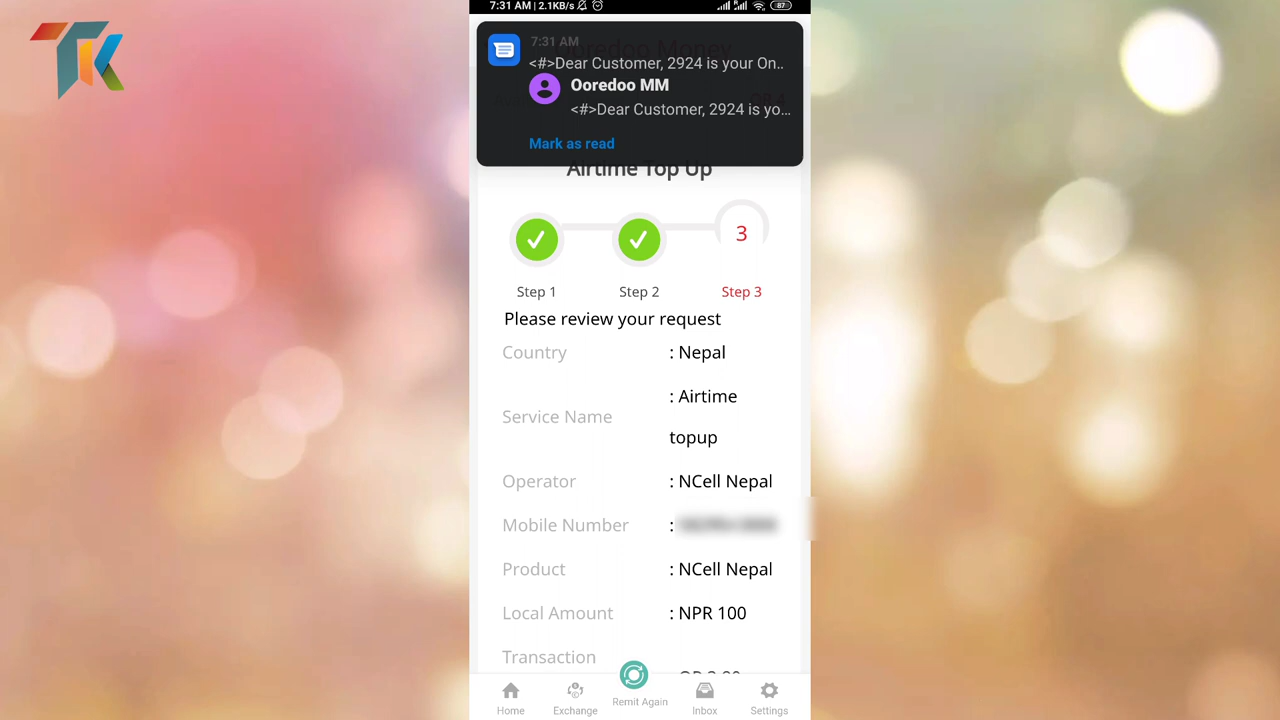 TK
7:31 AM | 2.1KB/s
87
7:31 AM
<#>Dear Customer, 2924 is your On..
Ooredoo MM
<#>Dear Customer, 2924 is yo...
Mark as read
Airtime Top Up
3
Step 1 Step 2 Step 3
Please review your request
Country : Nepal
Service Name : Airtime
topup
Operator : NCell Nepal
Mobile Number :
Product : NCell Nepal
Local Amount : NPR 100
Transaction
Home Exchange Remit Again Inbox Settings